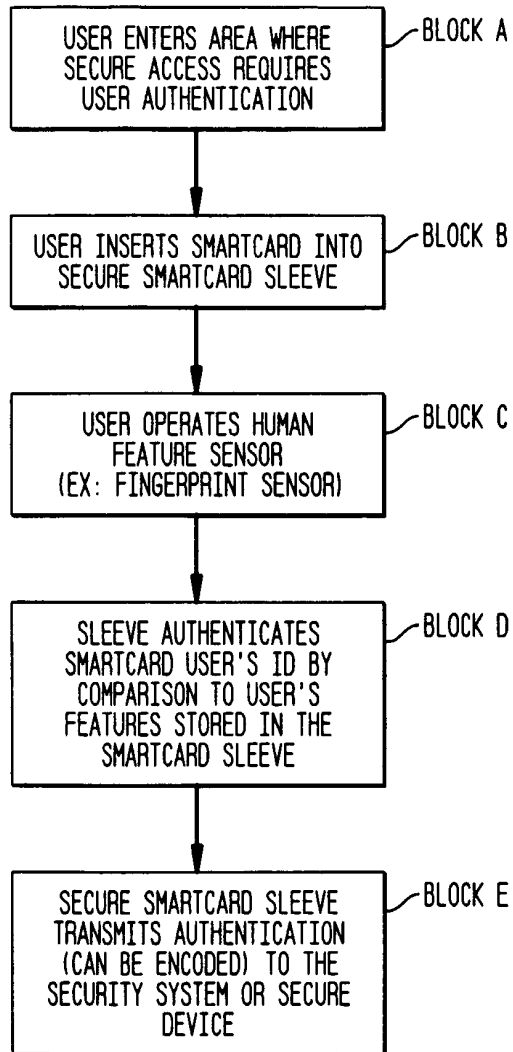 USER ENTERS AREA WHERE
SECURE ACCESS REQUIRES
USER AUTHENTICATION
BLOCK A
USER INSERTS SMARTCARD INTO
SECURE SMARTCARD SLEEVE
BLOCK B
USER OPERATES HUMAN
FEATURE SENSOR
(EX: FINGERPRINT SENSOR)
BLOCK C
SLEEVE AUTHENTICATES
SMARTCARD USER'S ID BY
COMPARISON TO USER'S
FEATURES STORED IN THE
SMARTCARD SLEEVE
BLOCK D
SECURE SMARTCARD SLEEVE
TRANSMITS AUTHENTICATION
(CAN BE ENCODED) TO THE
SECURITY SYSTEM OR SECURE
DEVICE
BLOCK E